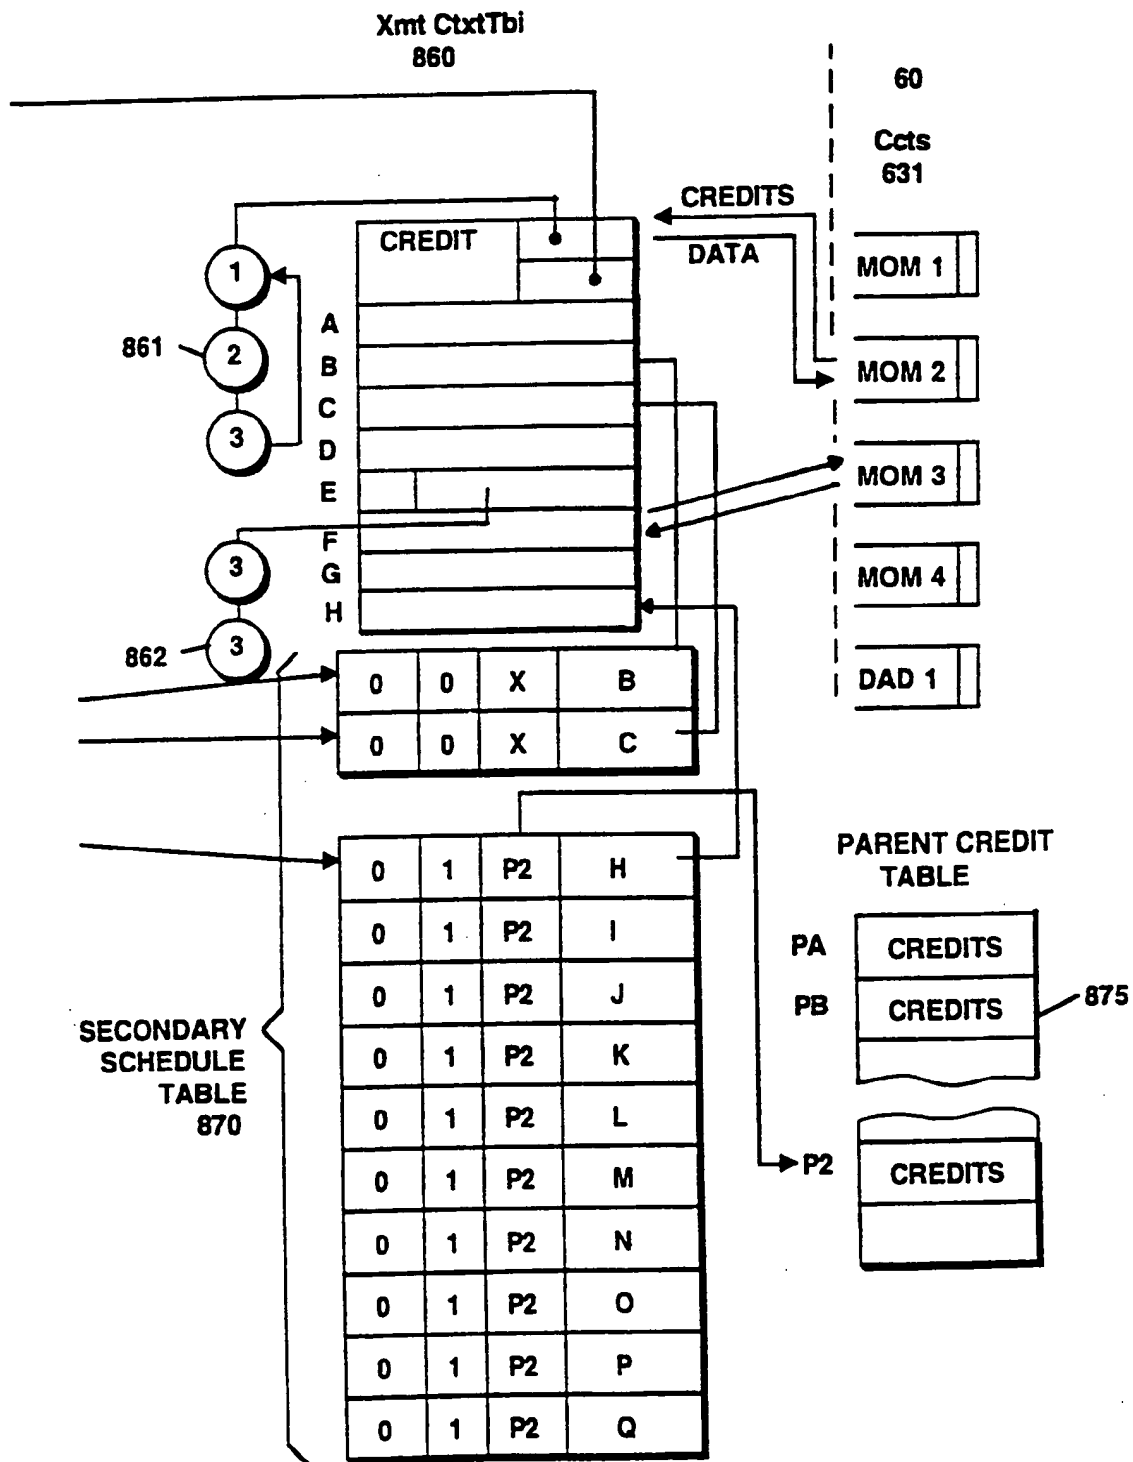 Xmt CtxtTbi
860
60
Ccts
631
CREDITS
DATA
CREDIT
MOM 1
1
A
861
2
B
MOM 2
C
3
D
E
MOM 3
F
3
G
MOM 4
H
862
3
0 0 X B
DAD 1
0 0 X C
PARENT CREDIT
TABLE
0 1 P2 H
0 1 P2 I
PA CREDITS
0 1 P2 J
PB CREDITS
875
SECONDARY
SCHEDULE
TABLE
870
0 1 P2 K
0 1 P2 L
0 1 P2 M
P2 CREDITS
0 1 P2 N
0 1 P2 O
0 1 P2 P
0 1 P2 Q